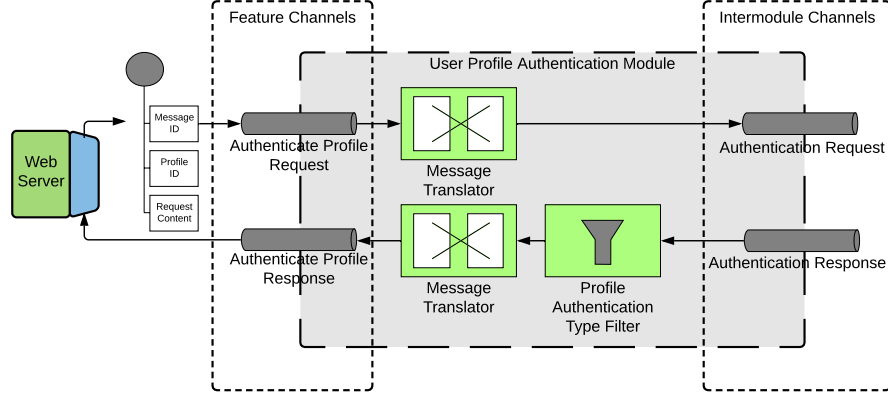 Feature Channels
Intermodule Channels
User Profile Authentication Module
Web
Server
Message
ID
Profile
ID
Request
Content
Authenticate Profile
Request
Message
Translator
Authentication Request
Authenticate Profile
Response
Message
Translator
Profile
Authentication
Type Filter
Authentication Response